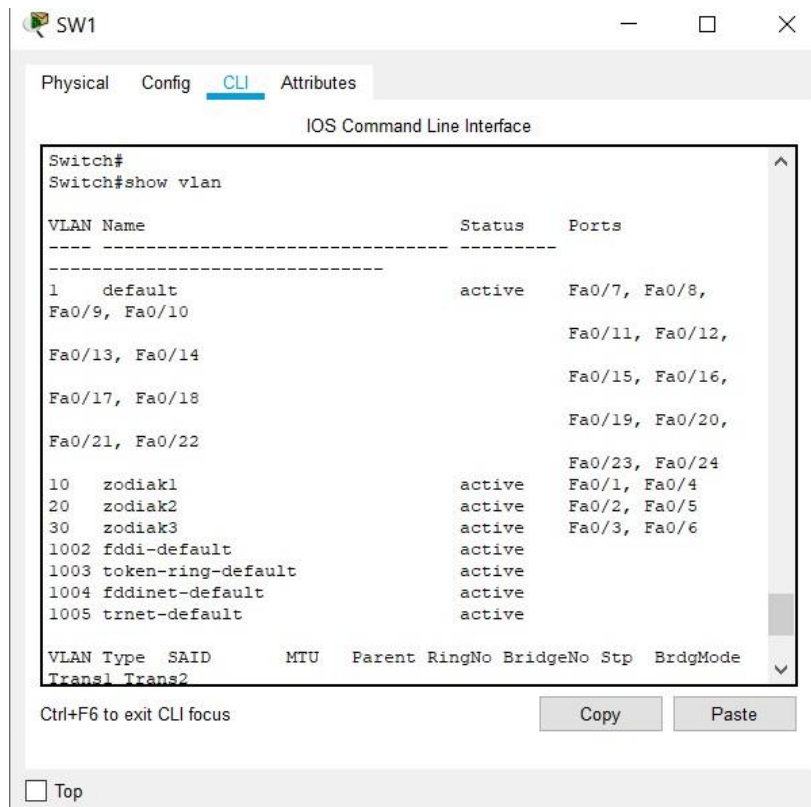 SW1
Physical Config CLI Attributes
IOS Command Line Interface
Switch#
Switch#show vlan
VLAN Name                             Status    Ports
---- -------------------------------- ---------
-------------------------------
1    default                          active    Fa0/7, Fa0/8,
Fa0/9, Fa0/10
                                                Fa0/11, Fa0/12,
Fa0/13, Fa0/14
                                                Fa0/15, Fa0/16,
Fa0/17, Fa0/18
                                                Fa0/19, Fa0/20,
Fa0/21, Fa0/22
                                                Fa0/23, Fa0/24
10   zodiak1                          active    Fa0/1, Fa0/4
20   zodiak2                          active    Fa0/2, Fa0/5
30   zodiak3                          active    Fa0/3, Fa0/6
1002 fddi-default                     active
1003 token-ring-default               active
1004 fddinet-default                  active
1005 trnet-default                    active
VLAN Type  SAID       MTU   Parent RingNo BridgeNo Stp  BrdgMode
Trans1 Trans2
Ctrl+F6 to exit CLI focus
Copy
Paste
Top